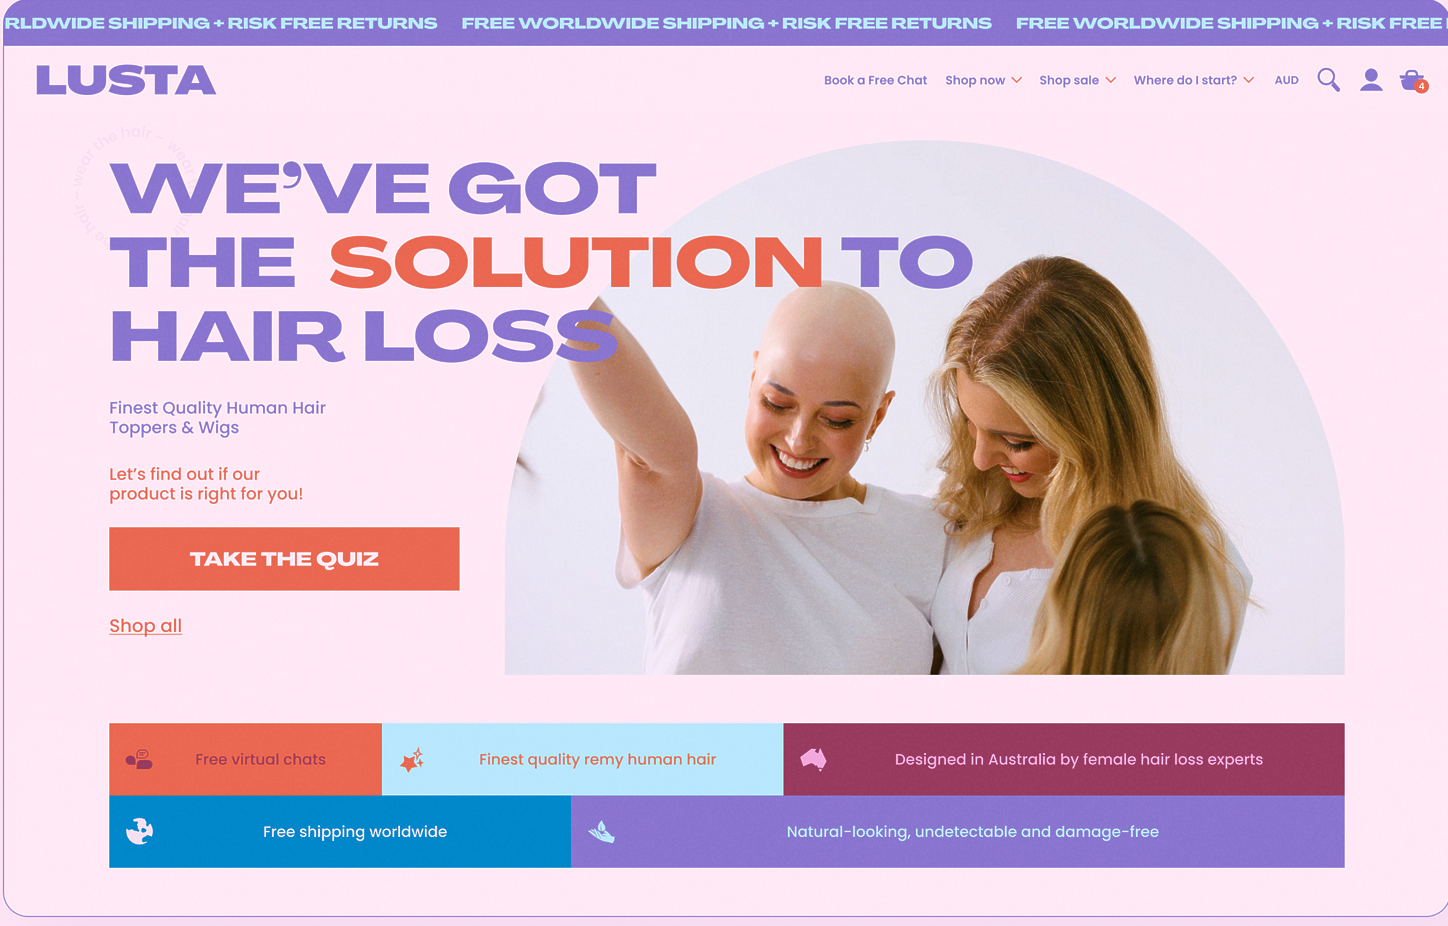 RLDWIDE SHIPPING + RISK FREE RETURNS FREE WORLDWIDE SHIPPING + RISK FREE RETURNS FREE WORLDWIDE SHIPPING + RISK FREE
LUSTA
Book a Free Chat Shop now Shop sale Where do I start? AUD
4
wear the hair – wear
hair –
WE’VE GOT
THE SOLUTION TO
HAIR LOSS
Finest Quality Human Hair
Toppers & Wigs
Let’s find out if our
product is right for you!
TAKE THE QUIZ
Shop all
Free virtual chats Finest quality remy human hair Designed in Australia by female hair loss experts
Free shipping worldwide Natural-looking, undetectable and damage-free